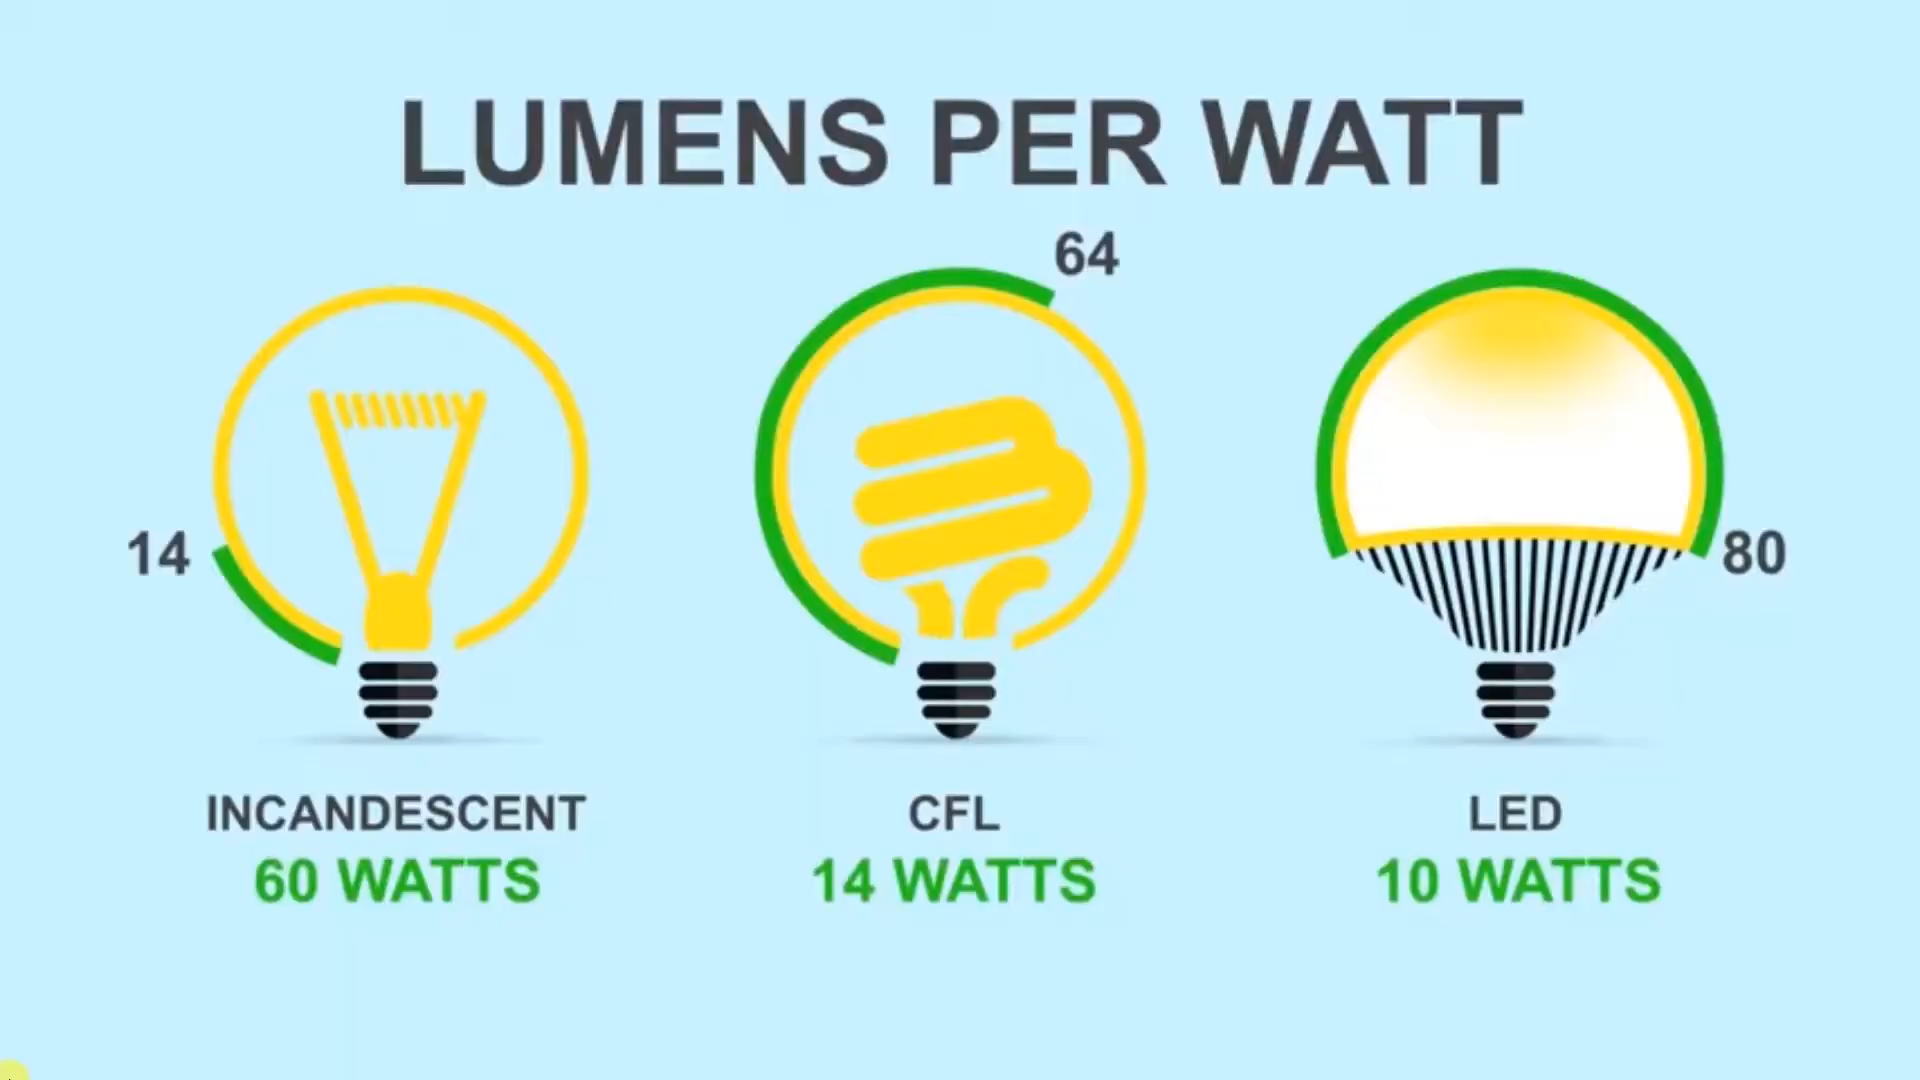 LUMENS PER WATT
64
14
80
INCANDESCENT
60 WATTS
CFL
14 WATTS
LED
10 WATTS